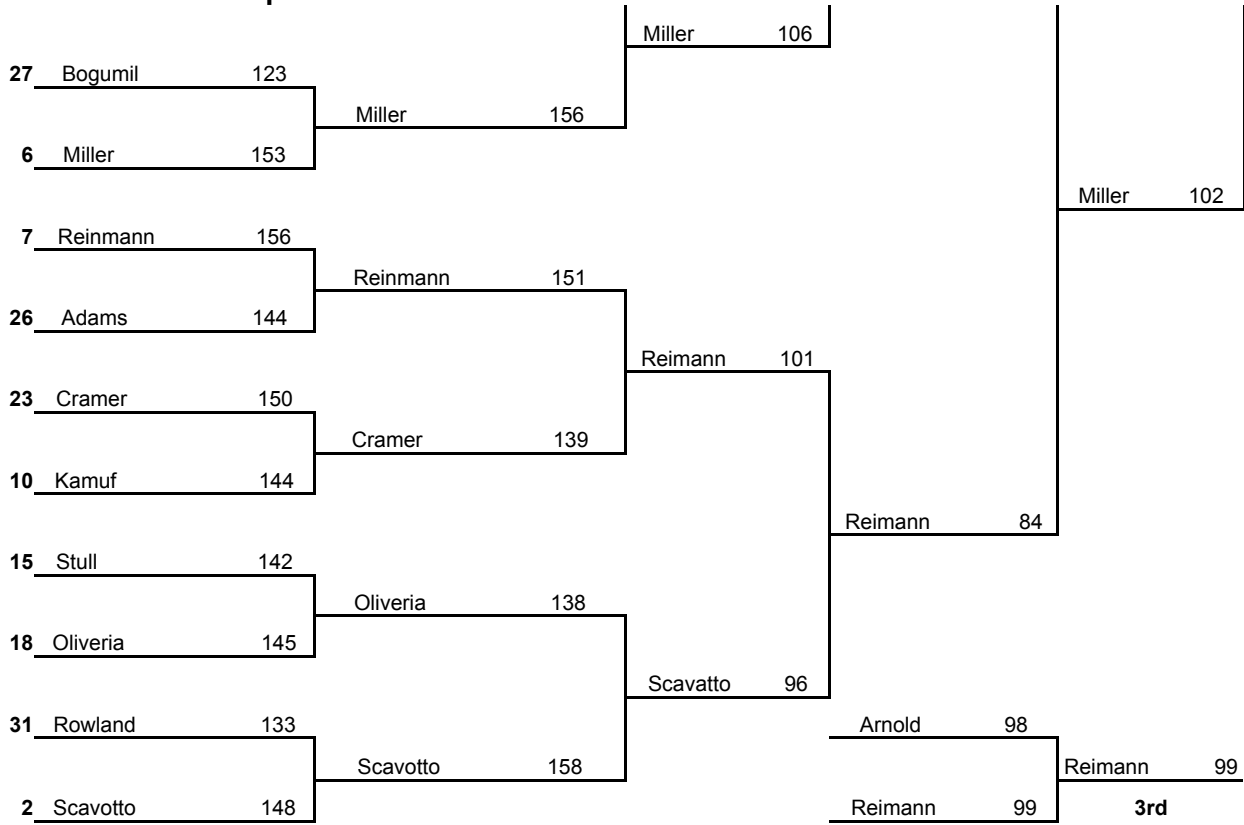 Miller 106
27 Bogumil 123
Miller 156
6 Miller 153
Miller 102
7 Reinmann 156
Reinmann 151
26 Adams 144
Reimann 101
23 Cramer 150
Cramer 139
10 Kamuf 144
Reimann 84
15 Stull 142
Oliveria 138
18 Oliveria 145
Scavatto 96
31 Rowland 133
Arnold 98
Scavotto 158
Reimann 99
2 Scavotto 148
Reimann 99
3rd